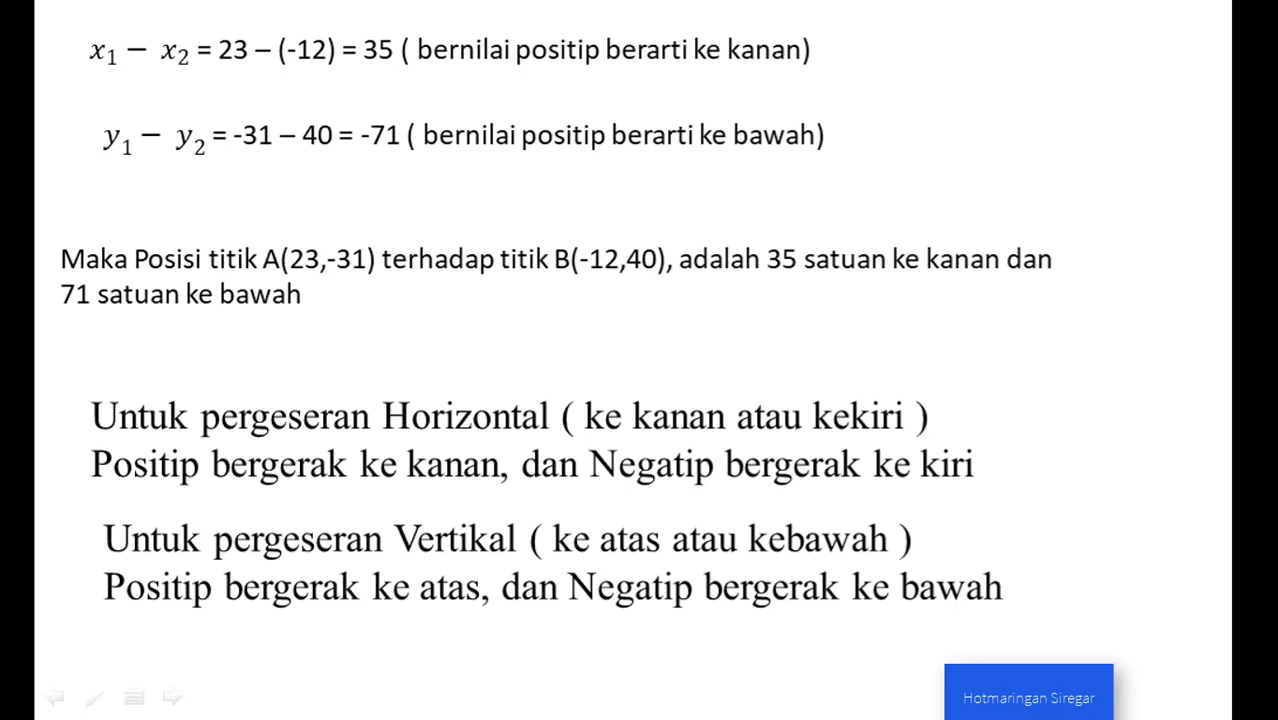 x₁ − x₂ = 23 – (-12) = 35 ( bernilai positip berarti ke kanan)
y₁ − y₂ = -31 – 40 = -71 ( bernilai positip berarti ke bawah)
Maka Posisi titik A(23,-31) terhadap titik B(-12,40), adalah 35 satuan ke kanan dan
71 satuan ke bawah
Untuk pergeseran Horizontal ( ke kanan atau kekiri )
Positip bergerak ke kanan, dan Negatip bergerak ke kiri
Untuk pergeseran Vertikal ( ke atas atau kebawah )
Positip bergerak ke atas, dan Negatip bergerak ke bawah
Hotmaringan Siregar